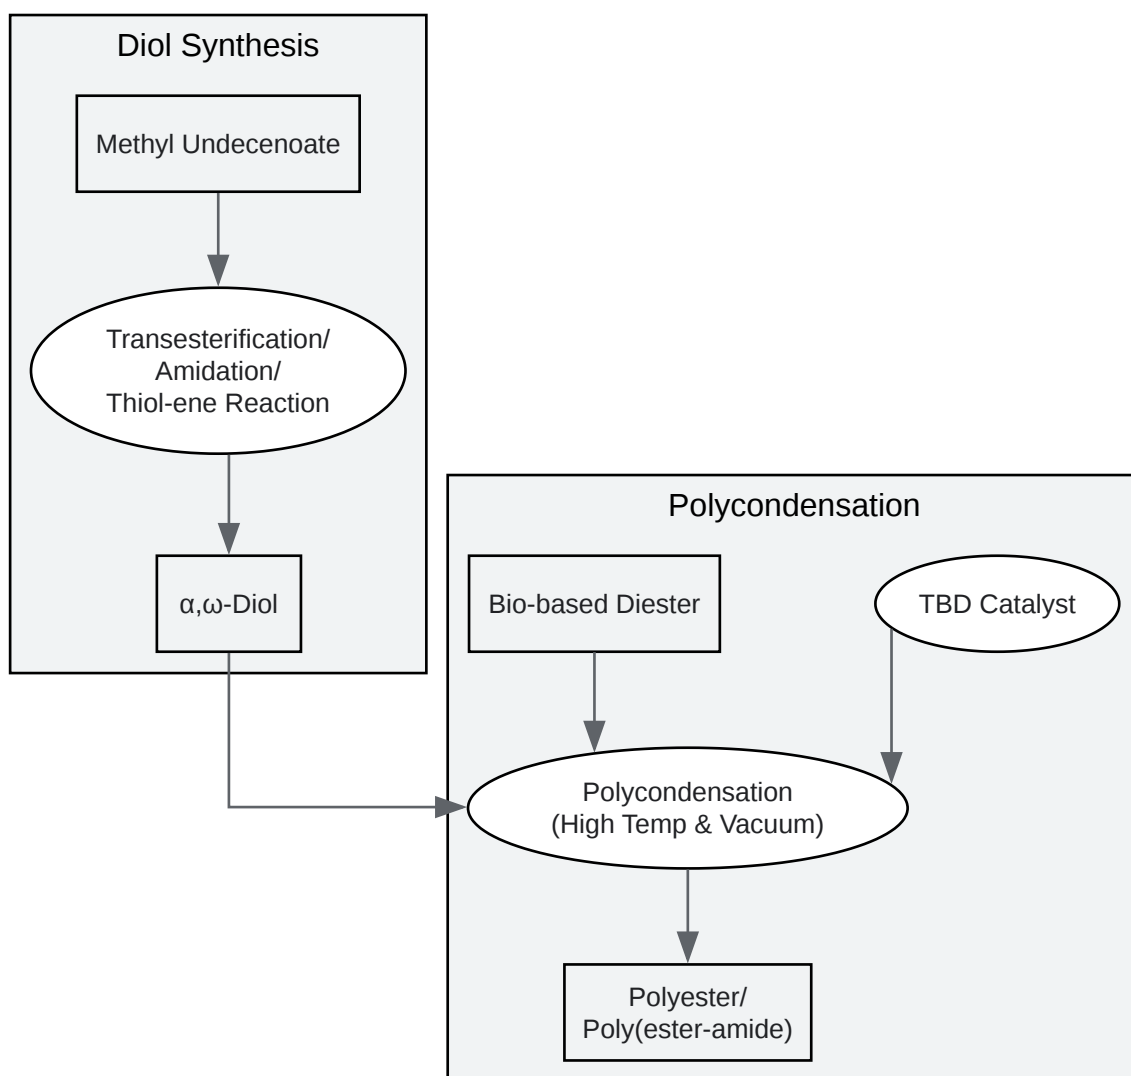 Diol Synthesis
Methyl Undecenoate
Transesterification/
Amidation/
Thiol-ene Reaction
α,ω-Diol
Polycondensation
Bio-based Diester
TBD Catalyst
Polycondensation
(High Temp & Vacuum)
Polyester/
Poly(ester-amide)